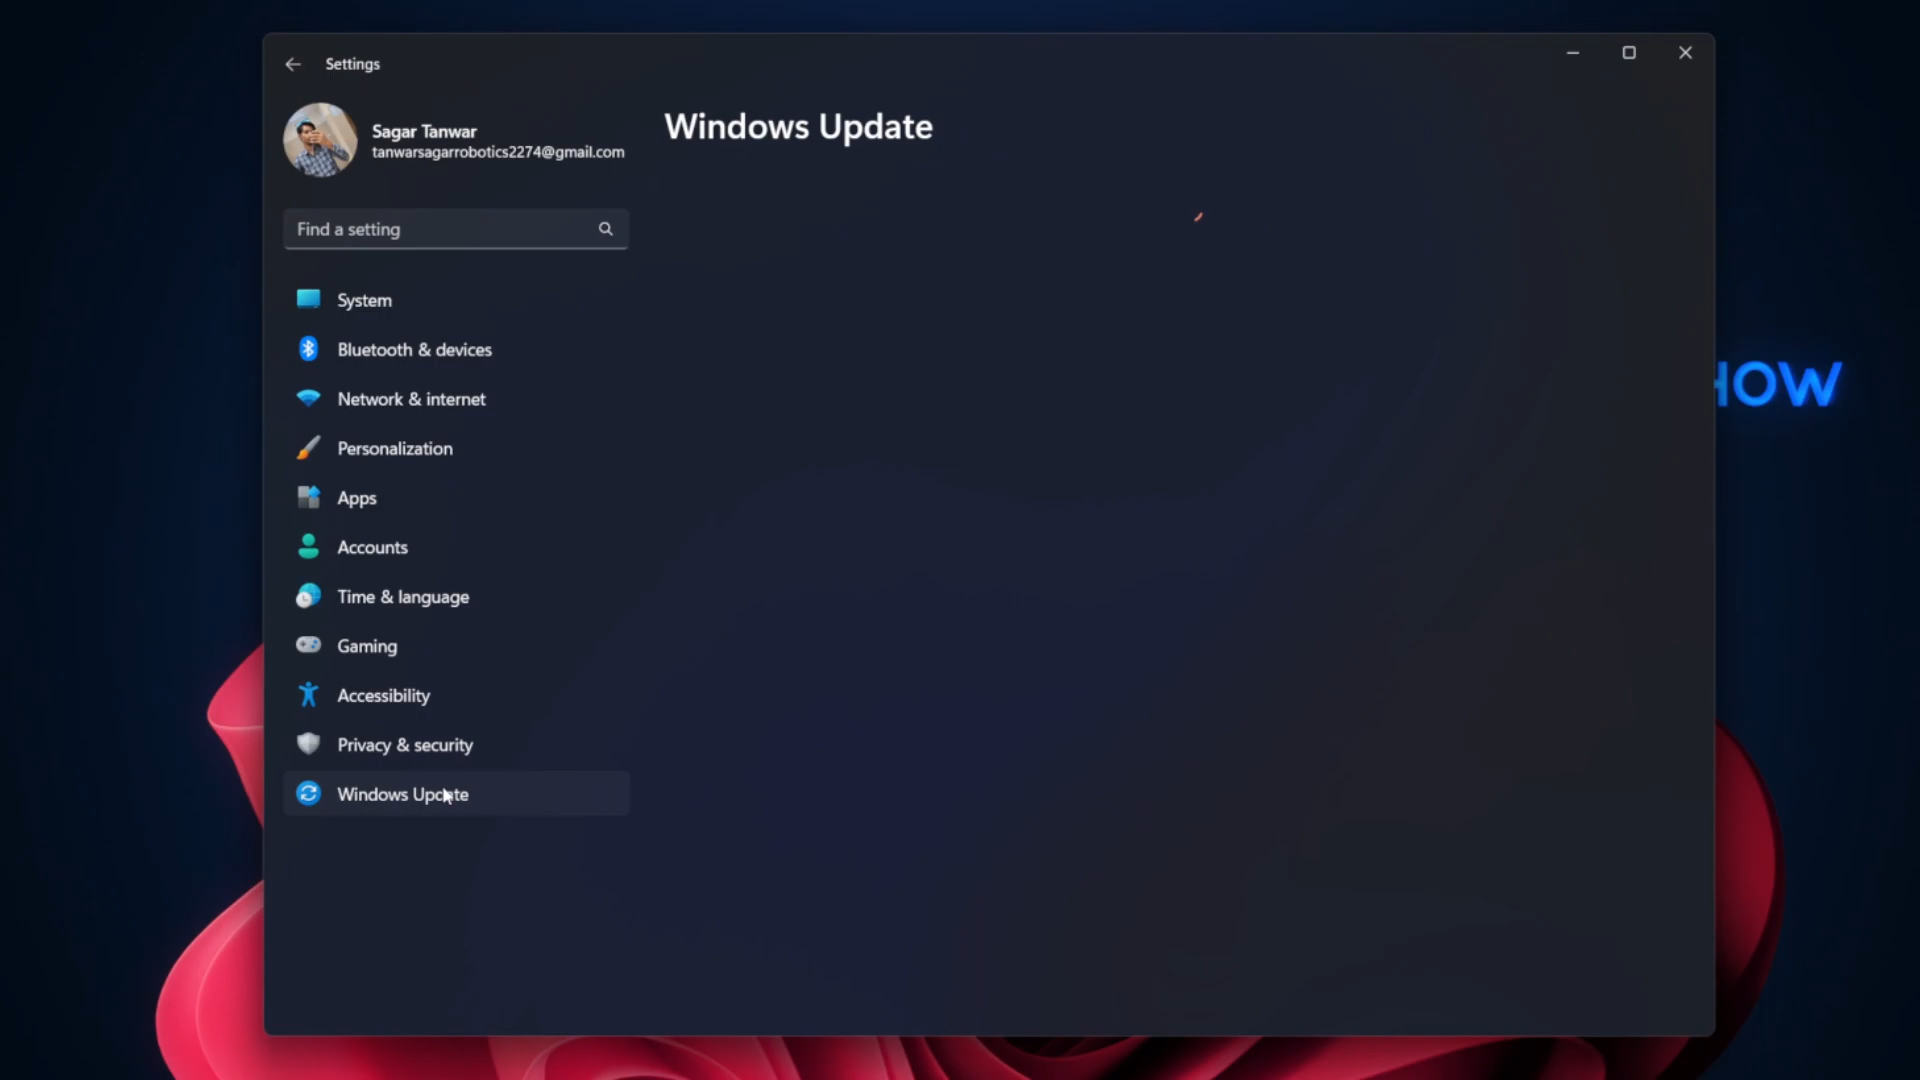 Settings
Sagar Tanwar
tanwarsagarrobotics2274@gmail.com
Windows Update
Find a setting
System
Bluetooth & devices
Network & internet
HOW
Personalization
Apps
Accounts
Time & language
Gaming
Accessibility
Privacy & security
Windows Update